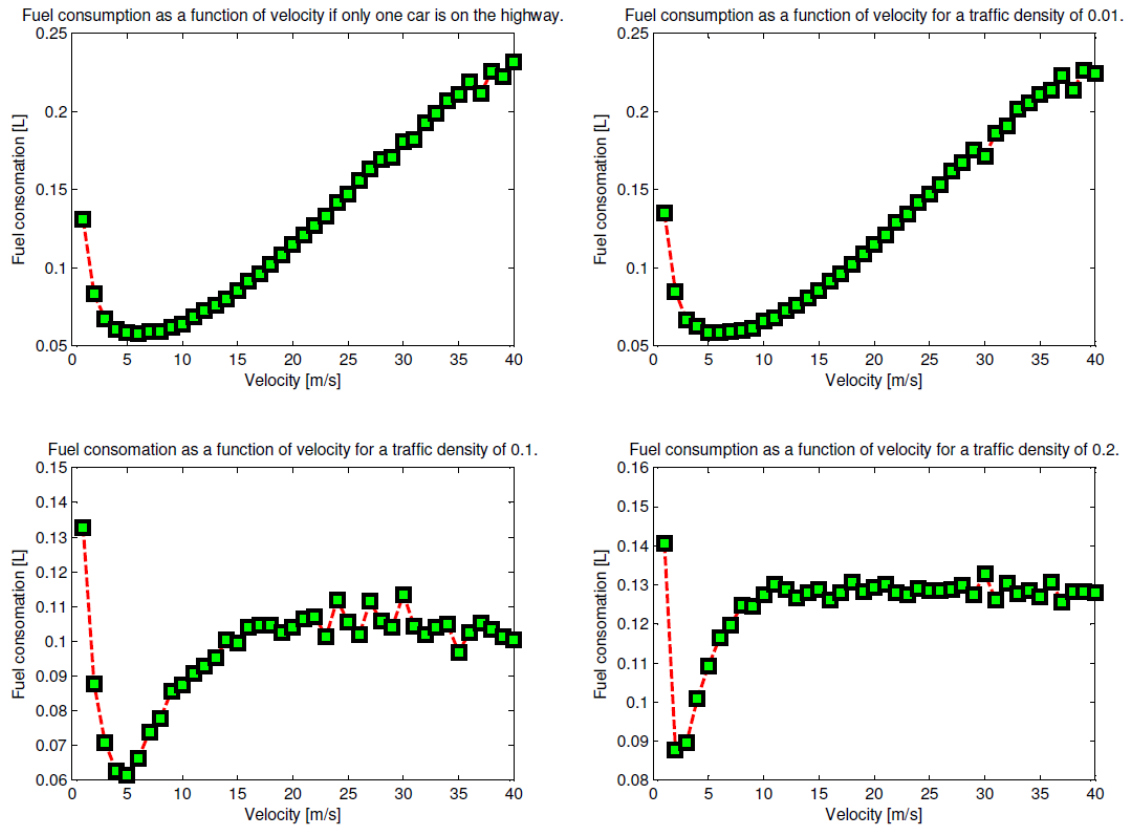 Fuel consumption as a function of velocity if only one car is on the highway.
0.25
0.2
0.15
0.1
0.05
Fuel consomation [L]
0 5 10 15 20 25 30 35 40
Velocity [m/s]
Fuel consumption as a function of velocity for a traffic density of 0.01.
0.25
0.2
0.15
0.1
0.05
Fuel consomation [L]
0 5 10 15 20 25 30 35 40
Velocity [m/s]
Fuel consomation as a function of velocity for a traffic density of 0.1.
0.15
0.14
0.13
0.12
0.11
0.1
0.09
0.08
0.07
0.06
Fuel consomation [L]
0 5 10 15 20 25 30 35 40
Velocity [m/s]
Fuel consumption as a function of velocity for a traffic density of 0.2.
0.16
0.15
0.14
0.13
0.12
0.11
0.1
0.09
0.08
Fuel consomation [L]
0 5 10 15 20 25 30 35 40
Velocity [m/s]